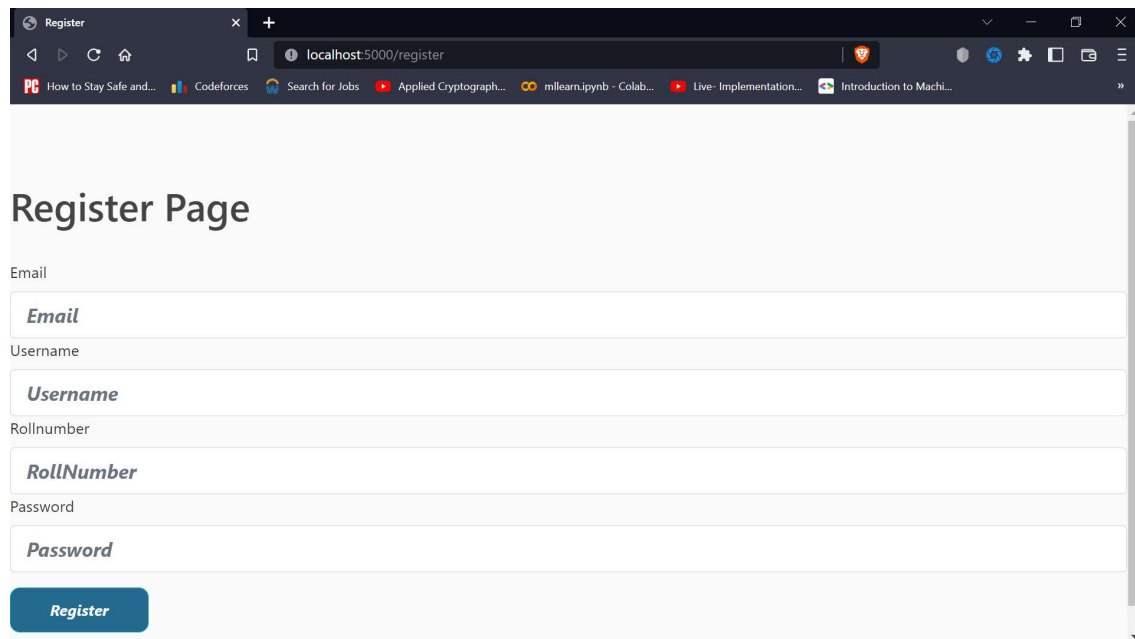 Register
localhost:5000/register
How to Stay Safe and... Codeforces Search for Jobs Applied Cryptograph... mllearn.ipynb - Colab... Live- Implementation... Introduction to Machi... »
Register Page
Email
Email
Username
Username
Rollnumber
RollNumber
Password
Password
Register